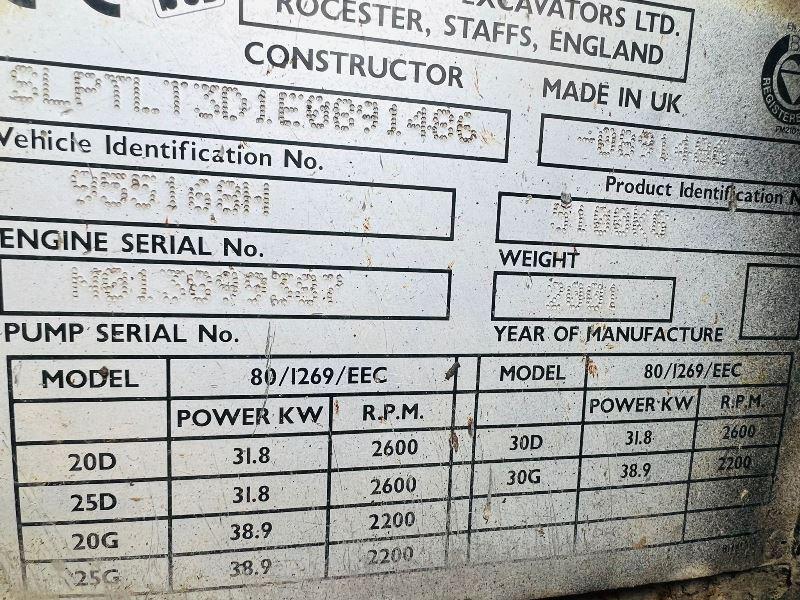 EXCAVATORS LTD.
ROCESTER, STAFFS, ENGLAND
CONSTRUCTOR
MADE IN UK
SLPTLT3D1E0891486
Vehicle Identification No.
-0891486-
Product Identification N
955168H
ENGINE SERIAL No.
5100KG
WEIGHT
PUMP SERIAL No.
2001
YEAR OF MANUFACTURE
MODEL 80/1269/EEC MODEL 80/1269/EEC
POWER KW R.P.M. POWER KW R.P.M.
20D 31.8 2600 30D 31.8 2600
25D 31.8 2600 30G 38.9 2200
20G 38.9 2200
25G 38.9 2200